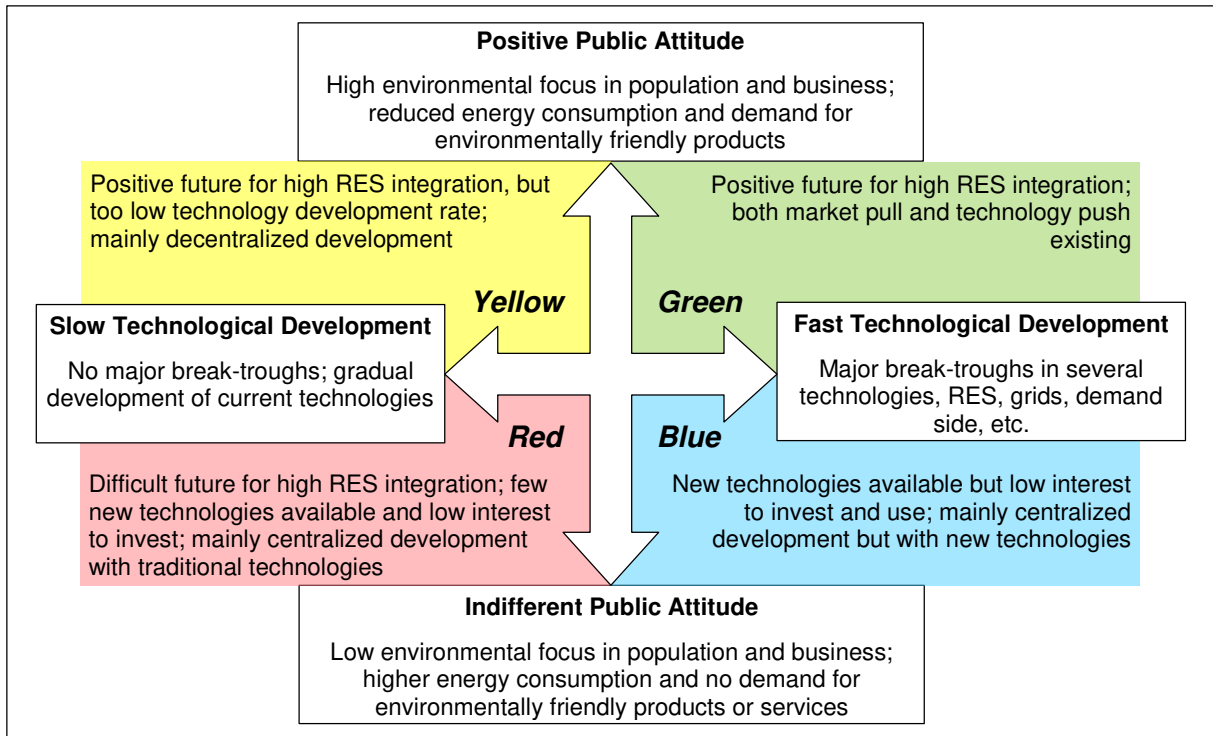 Positive Public Attitude
High environmental focus in population and business;
reduced energy consumption and demand for
environmentally friendly products
Positive future for high RES integration, but
too low technology development rate;
mainly decentralized development
Positive future for high RES integration;
both market pull and technology push
existing
Yellow
Green
Slow Technological Development
No major break-troughs; gradual
development of current technologies
Fast Technological Development
Major break-troughs in several
technologies, RES, grids, demand
side, etc.
Red
Blue
Difficult future for high RES integration; few
new technologies available and low interest
to invest; mainly centralized development
with traditional technologies
New technologies available but low interest
to invest and use; mainly centralized
development but with new technologies
Indifferent Public Attitude
Low environmental focus in population and business;
higher energy consumption and no demand for
environmentally friendly products or services